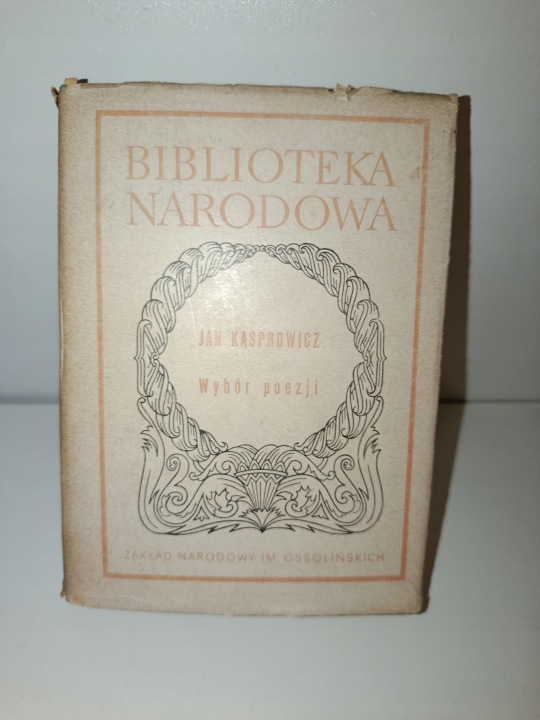 BIBLIOTEKA
NARODOWA
JAN KASPROWICZ
Wybór poezji
ZAKŁAD NARODOWY IM. OSSOLIŃSKICH